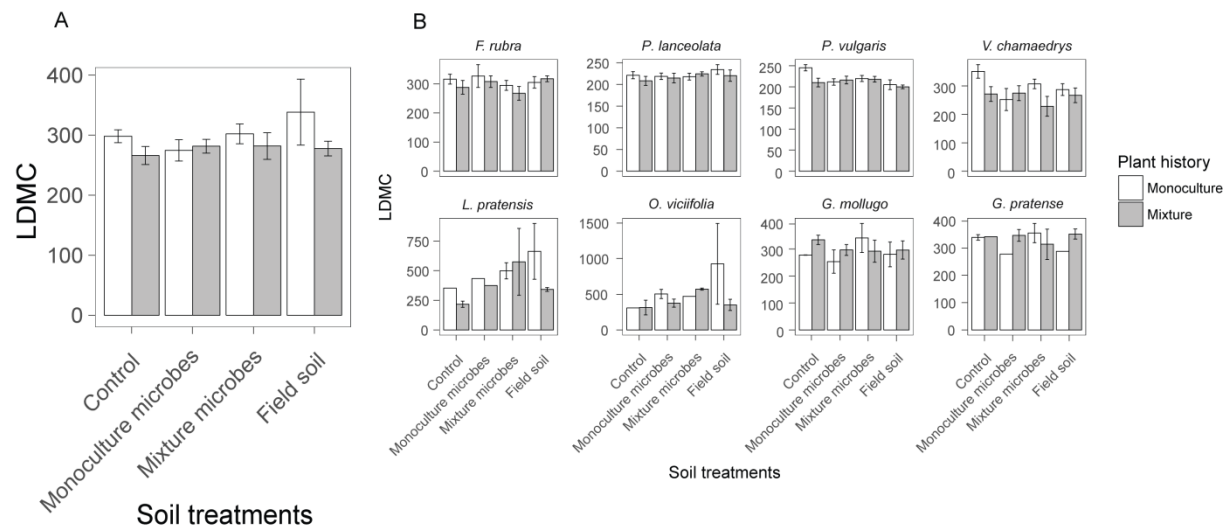 A
LDMC
400
300
200
100
0
Control
Monoculture microbes
Mixture microbes
Field soil
Soil treatments
B
LDMC
F. rubra
300
200
100
0
P. lanceolata
250
200
150
100
50
0
P. vulgaris
250
200
150
100
50
0
V. chamaedrys
300
200
100
0
L. pratensis
750
500
250
0
O. viciifolia
1500
1000
500
0
G. mollugo
400
300
200
100
0
G. pratense
400
300
200
100
0
Control
Monoculture microbes
Mixture microbes
Field soil
Control
Monoculture microbes
Mixture microbes
Field soil
Control
Monoculture microbes
Mixture microbes
Field soil
Control
Monoculture microbes
Mixture microbes
Field soil
Soil treatments
Plant history
Monoculture
Mixture